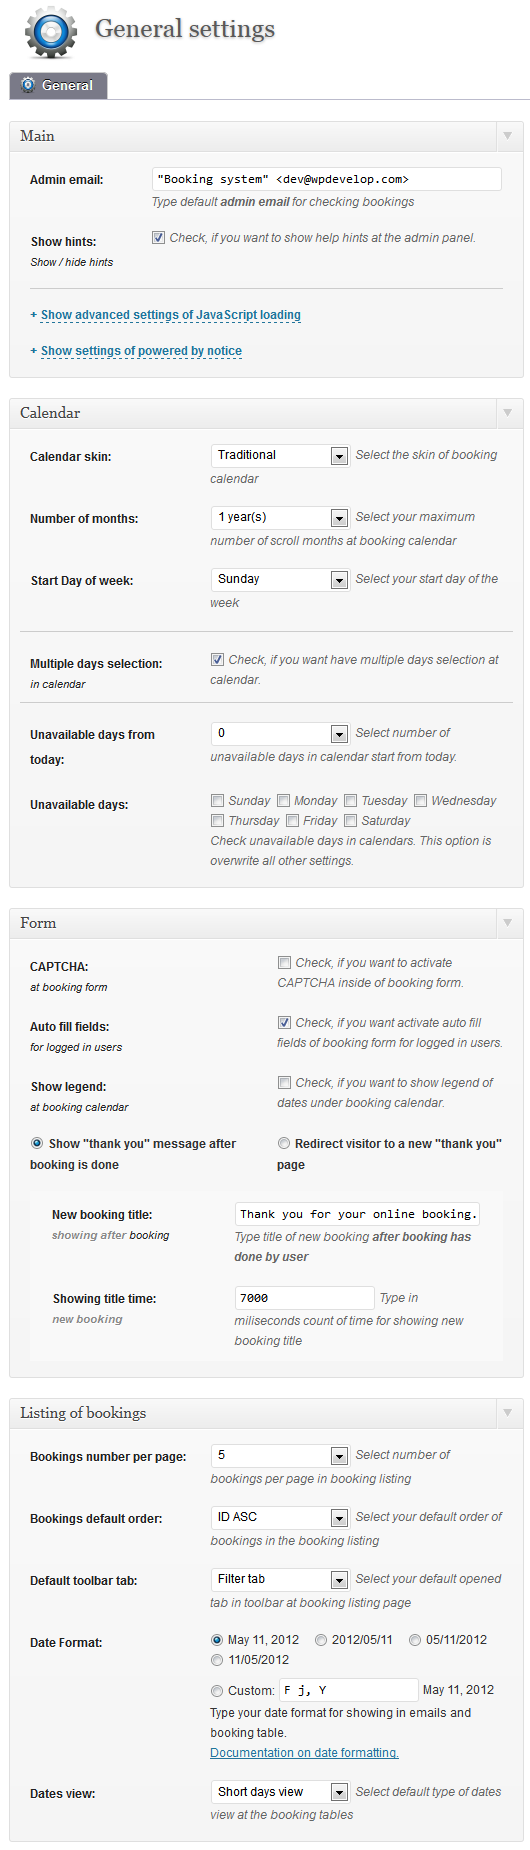 General settings
General
Main
Admin email: "Booking system" <dev@wpdevelop.com>
Type default admin email for checking bookings
Show hints: Check, if you want to show help hints at the admin panel.
Show / hide hints
+ Show advanced settings of JavaScript loading
+ Show settings of powered by notice
Calendar
Calendar skin: Traditional Select the skin of booking
calendar
Number of months: 1 year(s) Select your maximum
number of scroll months at booking calendar
Start Day of week: Sunday Select your start day of the
week
Multiple days selection: Check, if you want have multiple days selection at
in calendar calendar.
Unavailable days from 0 Select number of
today: unavailable days in calendar start from today.
Unavailable days: Sunday Monday Tuesday Wednesday
Thursday Friday Saturday
Check unavailable days in calendars. This option is
overwrite all other settings.
Form
CAPTCHA: Check, if you want to activate
at booking form CAPTCHA inside of booking form.
Auto fill fields: Check, if you want activate auto fill
for logged in users fields of booking form for logged in users.
Show legend: Check, if you want to show legend of
at booking calendar dates under booking calendar.
Show "thank you" message after Redirect visitor to a new "thank you"
booking is done page
New booking title: Thank you for your online booking.
showing after booking Type title of new booking after booking has
done by user
Showing title time: 7000 Type in
new booking miliseconds count of time for showing new
booking title
Listing of bookings
Bookings number per page: 5 Select number of
bookings per page in booking listing
Bookings default order: ID ASC Select your default order of
bookings in the booking listing
Default toolbar tab: Filter tab Select your default opened
tab in toolbar at booking listing page
Date Format: May 11, 2012 2012/05/11 05/11/2012
11/05/2012
Custom: F j, Y May 11, 2012
Type your date format for showing in emails and
booking table.
Documentation on date formatting.
Dates view: Short days view Select default type of dates
view at the booking tables